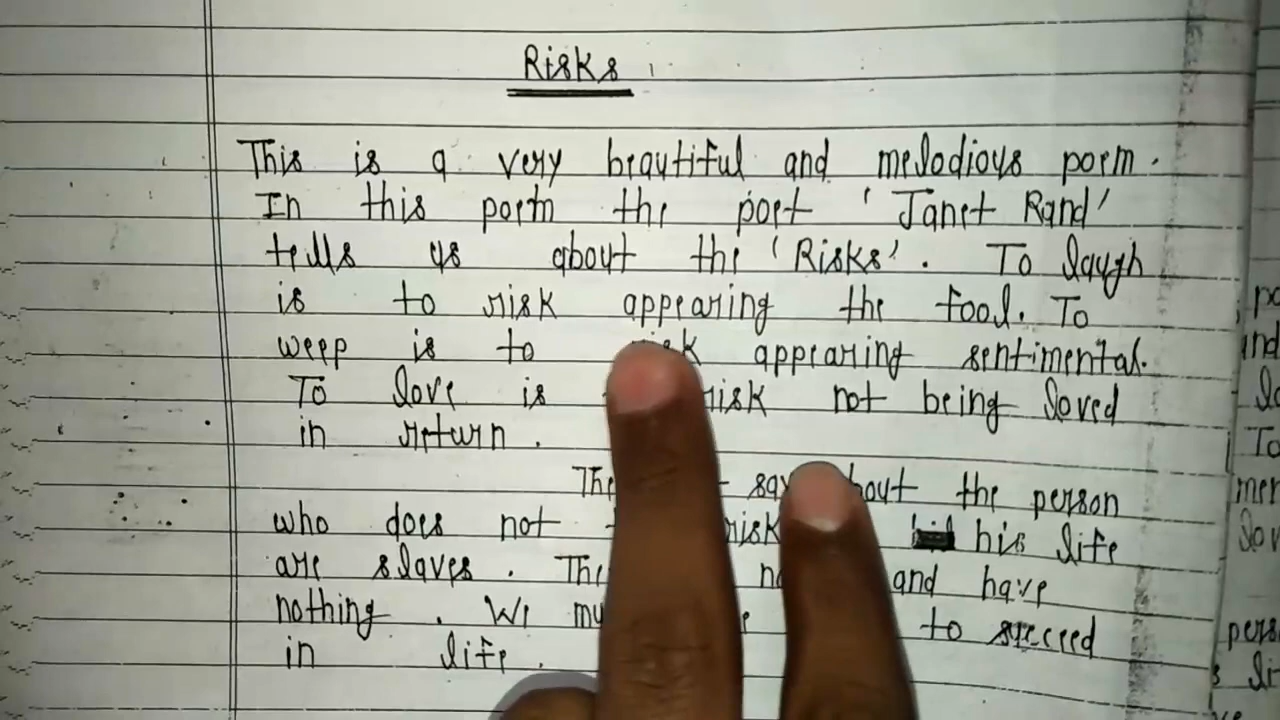 Risks
This is a very beautiful and melodious poem.
In this poem the poet 'Janet Rand'
tells us about the 'Risks'. To laugh
is to risk appearing the fool. To
weep is to risk appearing sentimental.
To love is risk not being loved
in return.
about the person
who does not risk his life
are slaves. and have
nothing. We to succeed
in life.